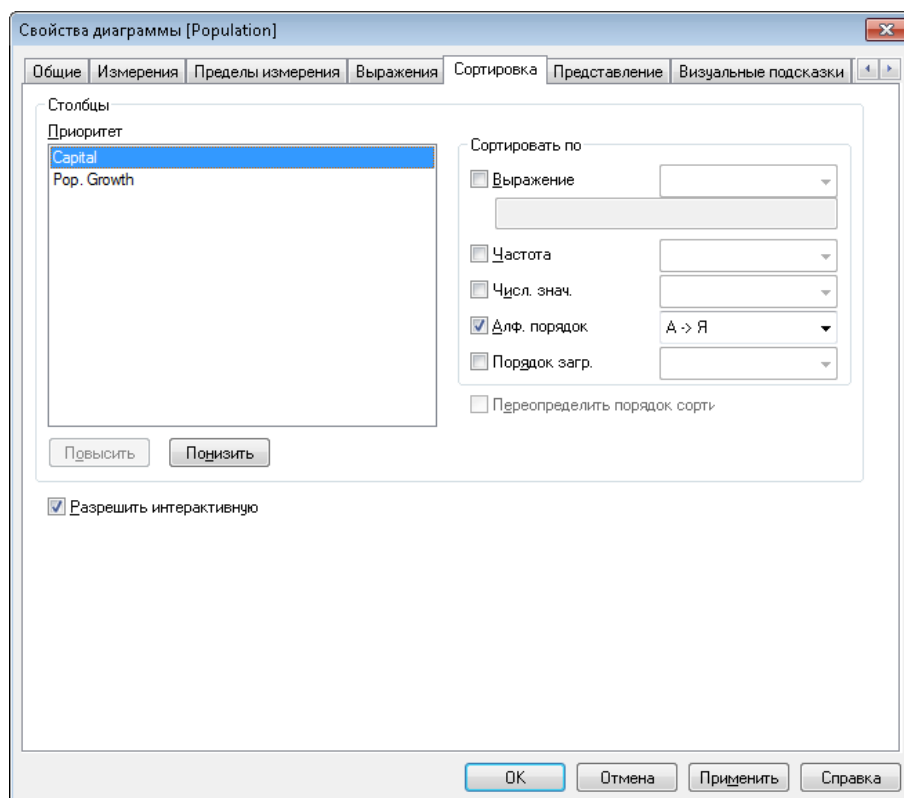 Свойства диаграммы [Population]
Общие Измерения Пределы измерения Выражения Сортировка Представление Визуальные подсказки
Столбцы
Приоритет
Capital
Pop. Growth
Сортировать по
Выражение
Частота
Числ. знач.
Алф. порядок А -> Я
Порядок загр.
Переопределить порядок сорти
Повысить Понизить
Разрешить интерактивную
OK Отмена Применить Справка